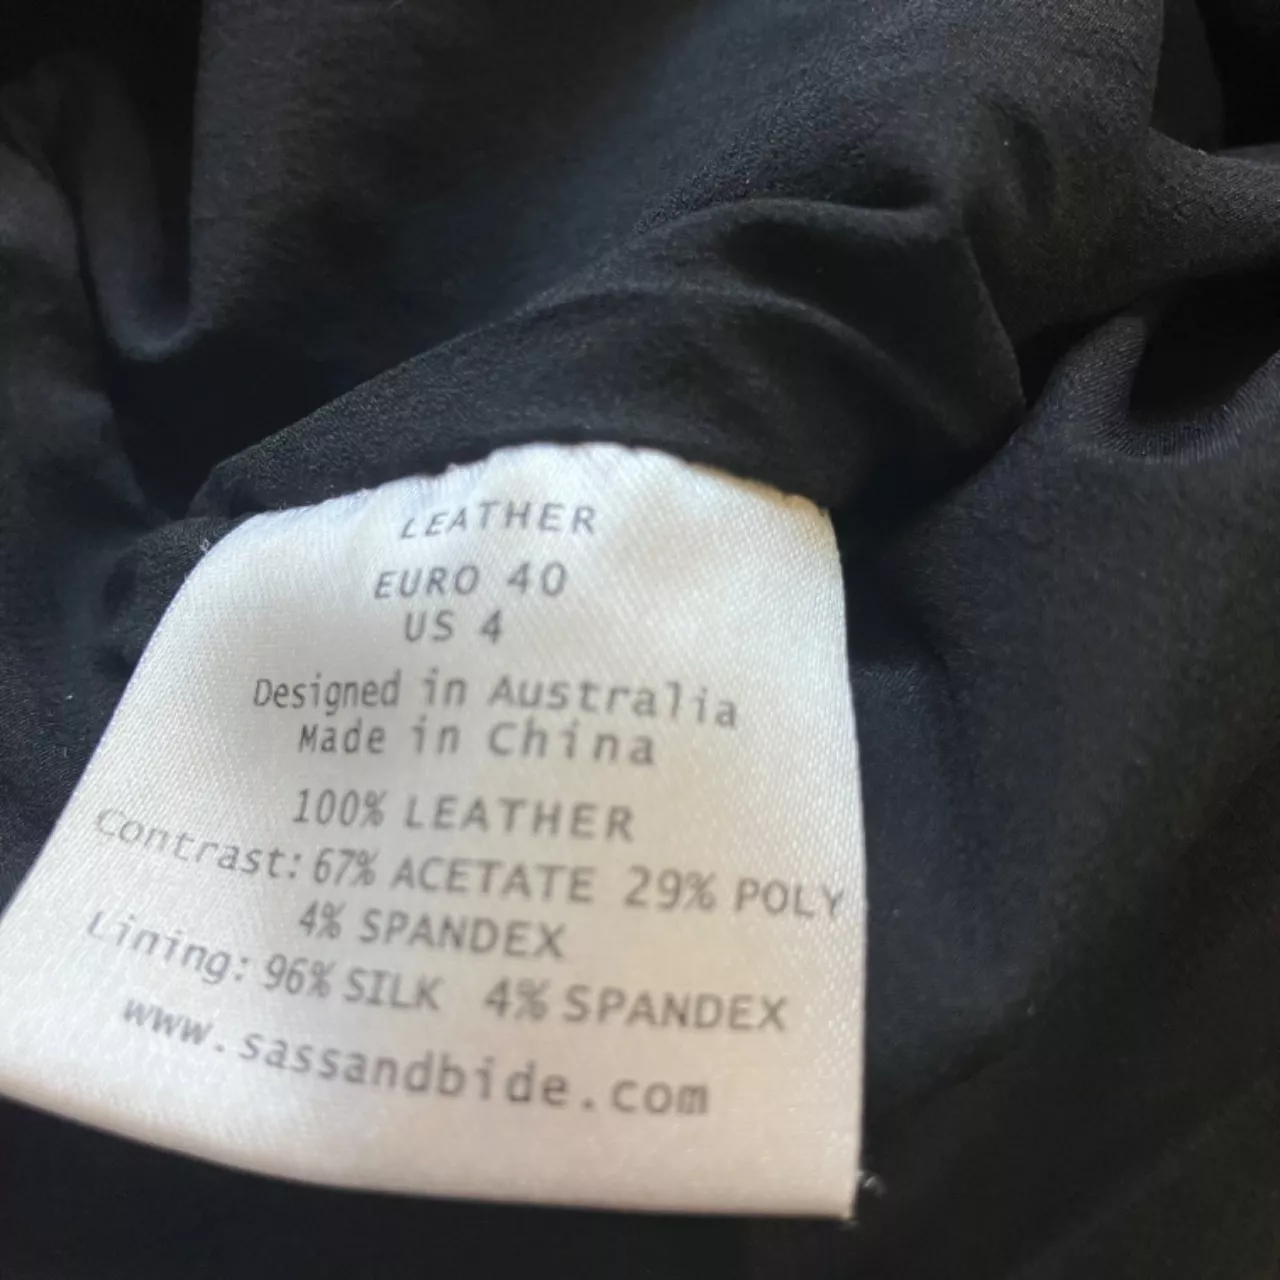 LEATHER
EURO 40
US 4
Designed in Australia
Made in China
100% LEATHER
Contrast: 67% ACETATE 29% POLY
4% SPANDEX
Lining: 96% SILK 4% SPANDEX
www.sassandbide.com